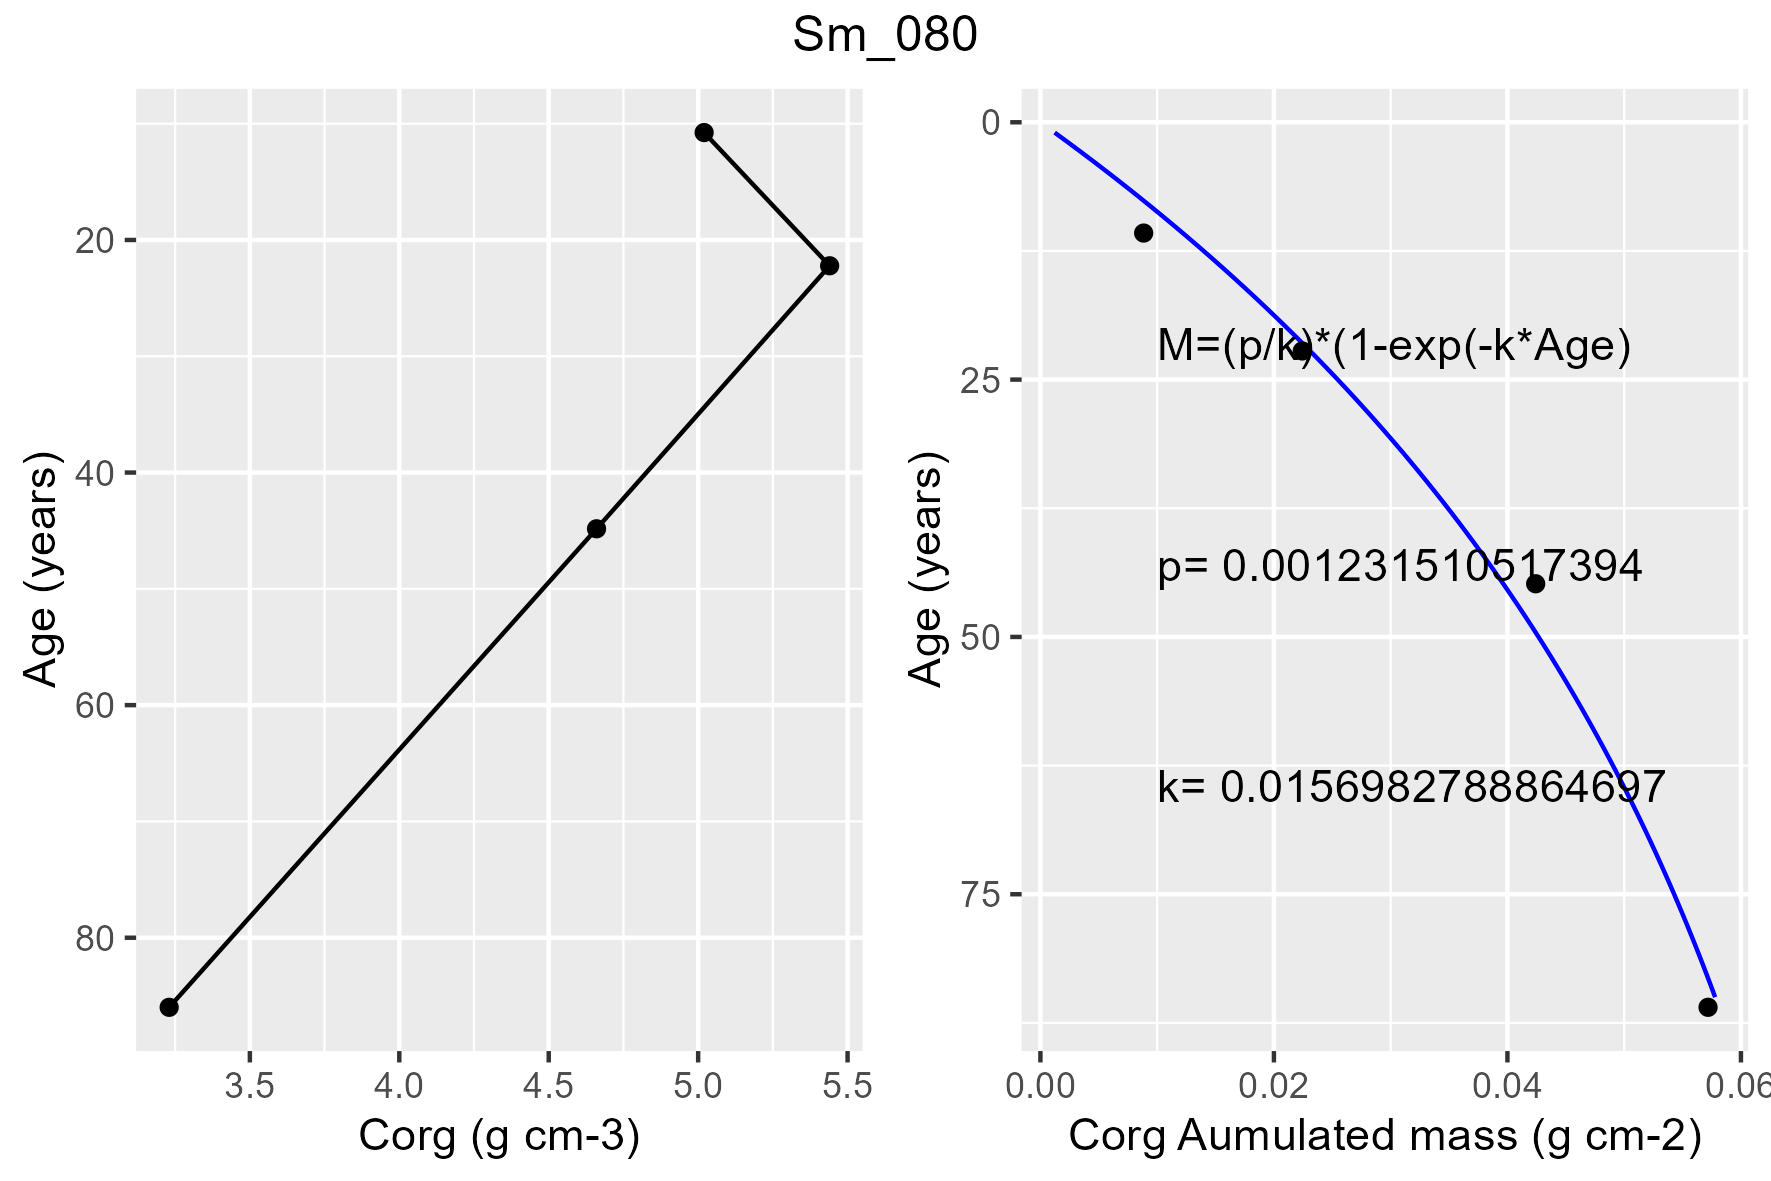 Sm_080
20
40
60
80
Age (years)
3.5 4.0 4.5 5.0 5.5
Corg (g cm-3)
0
25
50
75
Age (years)
M=(p/k)*(1-exp(-k*Age)
p= 0.001231510517394
k= 0.0156982788864697
0.00 0.02 0.04 0.06
Corg Aumulated mass (g cm-2)